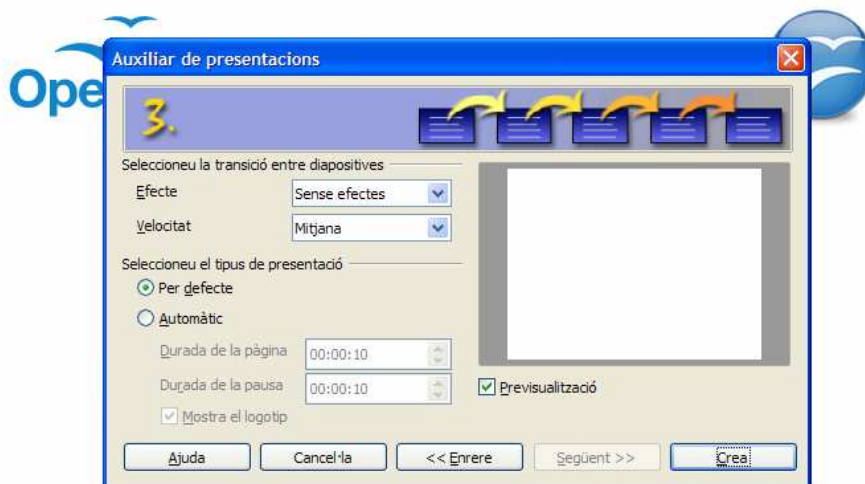 Ope
Auxiliar de presentacions
3.
Seleccioneu la transició entre diapositives
Efecte
Sense efectes
Velocitat
Mitjana
Seleccioneu el tipus de presentació
Per defecte
Automàtic
Durada de la pàgina
00:00:10
Durada de la pausa
00:00:10
Mostra el logotip
Previsualització
Ajuda
Cancel·la
<< Enrere
Següent >>
Crea